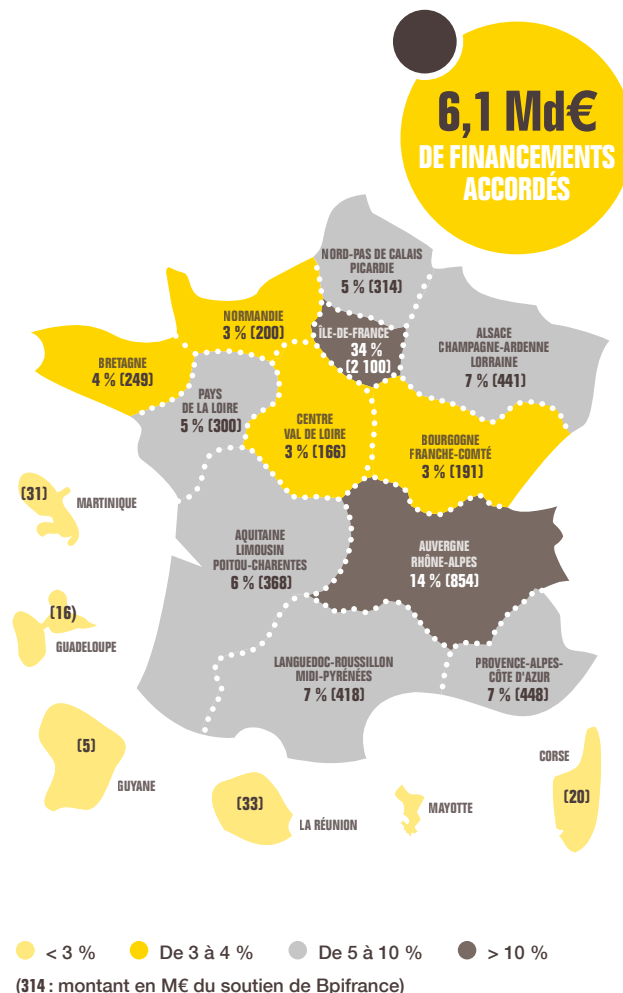 6,1 Md€
DE FINANCEMENTS
ACCORDÉS
NORD-PAS DE CALAIS
PICARDIE
5 % (314)
NORMANDIE
3 % (200)
ÎLE-DE-FRANCE
34 %
(2 100)
ALSACE
CHAMPAGNE-ARDENNE
LORRAINE
7 % (441)
BRETAGNE
4 % (249)
PAYS
DE LA LOIRE
5 % (300)
CENTRE
VAL DE LOIRE
3 % (166)
BOURGOGNE
FRANCHE-COMTÉ
3 % (191)
(31)
MARTINIQUE
AQUITAINE
LIMOUSIN
POITOU-CHARENTES
6 % (368)
AUVERGNE
RHÔNE-ALPES
14 % (854)
(16)
GUADELOUPE
LANGUEDOC-ROUSSILLON
MIDI-PYRÉNÉES
7 % (418)
PROVENCE-ALPES-
CÔTE D'AZUR
7 % (448)
(5)
GUYANE
(33)
LA RÉUNION
MAYOTTE
CORSE
(20)
< 3 %
De 3 à 4 %
De 5 à 10 %
> 10 %
(314 : montant en M€ du soutien de Bpifrance)